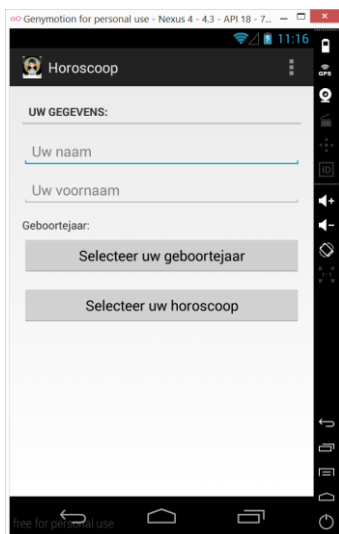 Genymotion for personal use - Nexus 4 - 4.3 - API 18 - 7...
11:16
Horoscoop
GPS
UW GEGEVENS:
Uw naam
ID
Uw voornaam
Geboortejaar:
Selecteer uw geboortejaar
Selecteer uw horoscoop
free for personal use